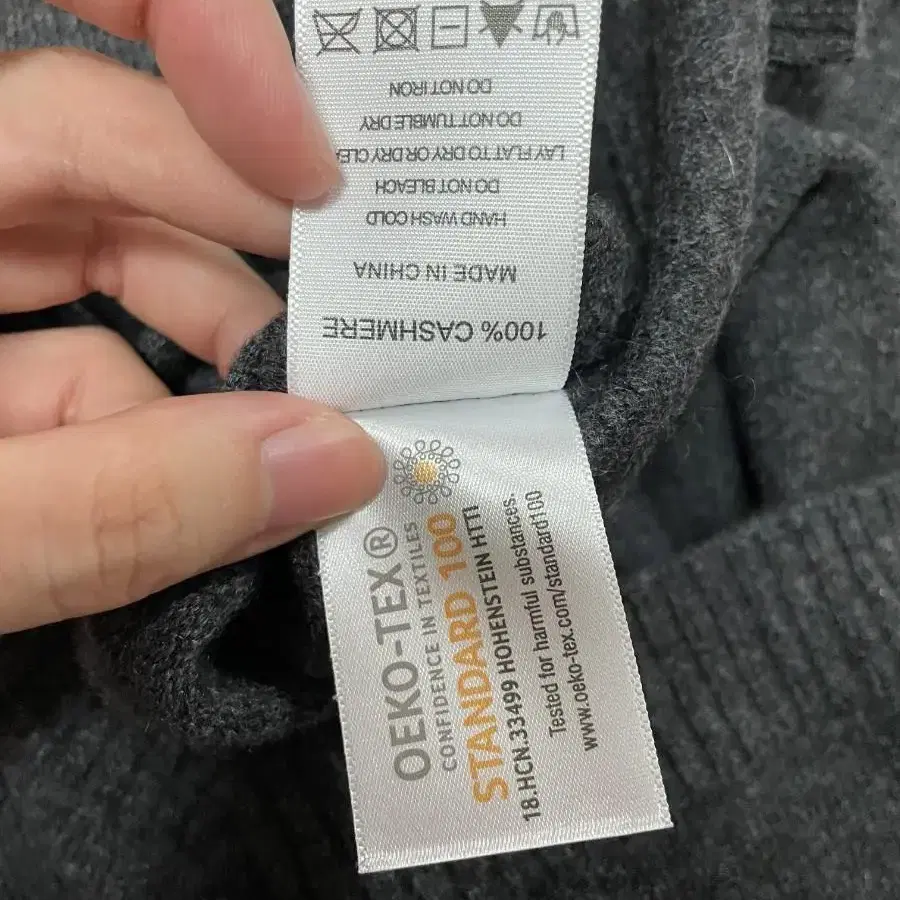 100% CASHMERE
MADE IN CHINA
HAND WASH COLD
DO NOT BLEACH
LAY FLAT TO DRY OR DRY
DO NOT TUMBLE DRY
DO NOT IRON
OEKO-TEX®
CONFIDENCE IN TEXTILES
STANDARD 100
18.HCN.33499 HOHENSTEIN HTTI
Tested for harmful substances.
www.oeko-tex.com/standard100